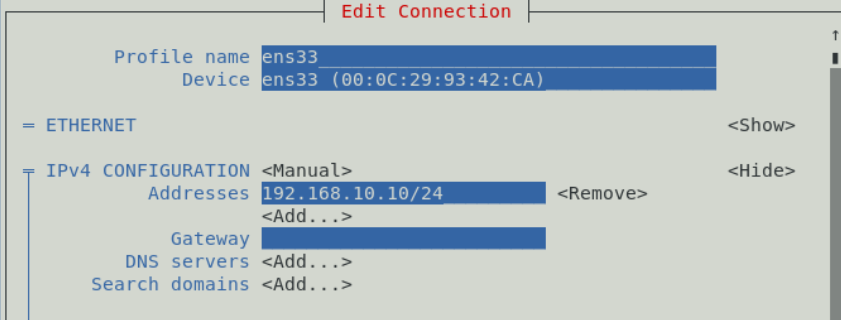 Edit Connection
Profile name ens33
Device ens33 (00:0C:29:93:42:CA)
= ETHERNET <Show>
= IPv4 CONFIGURATION <Manual> <Hide>
Addresses 192.168.10.10/24 <Remove>
<Add...>
Gateway
DNS servers <Add...>
Search domains <Add...>